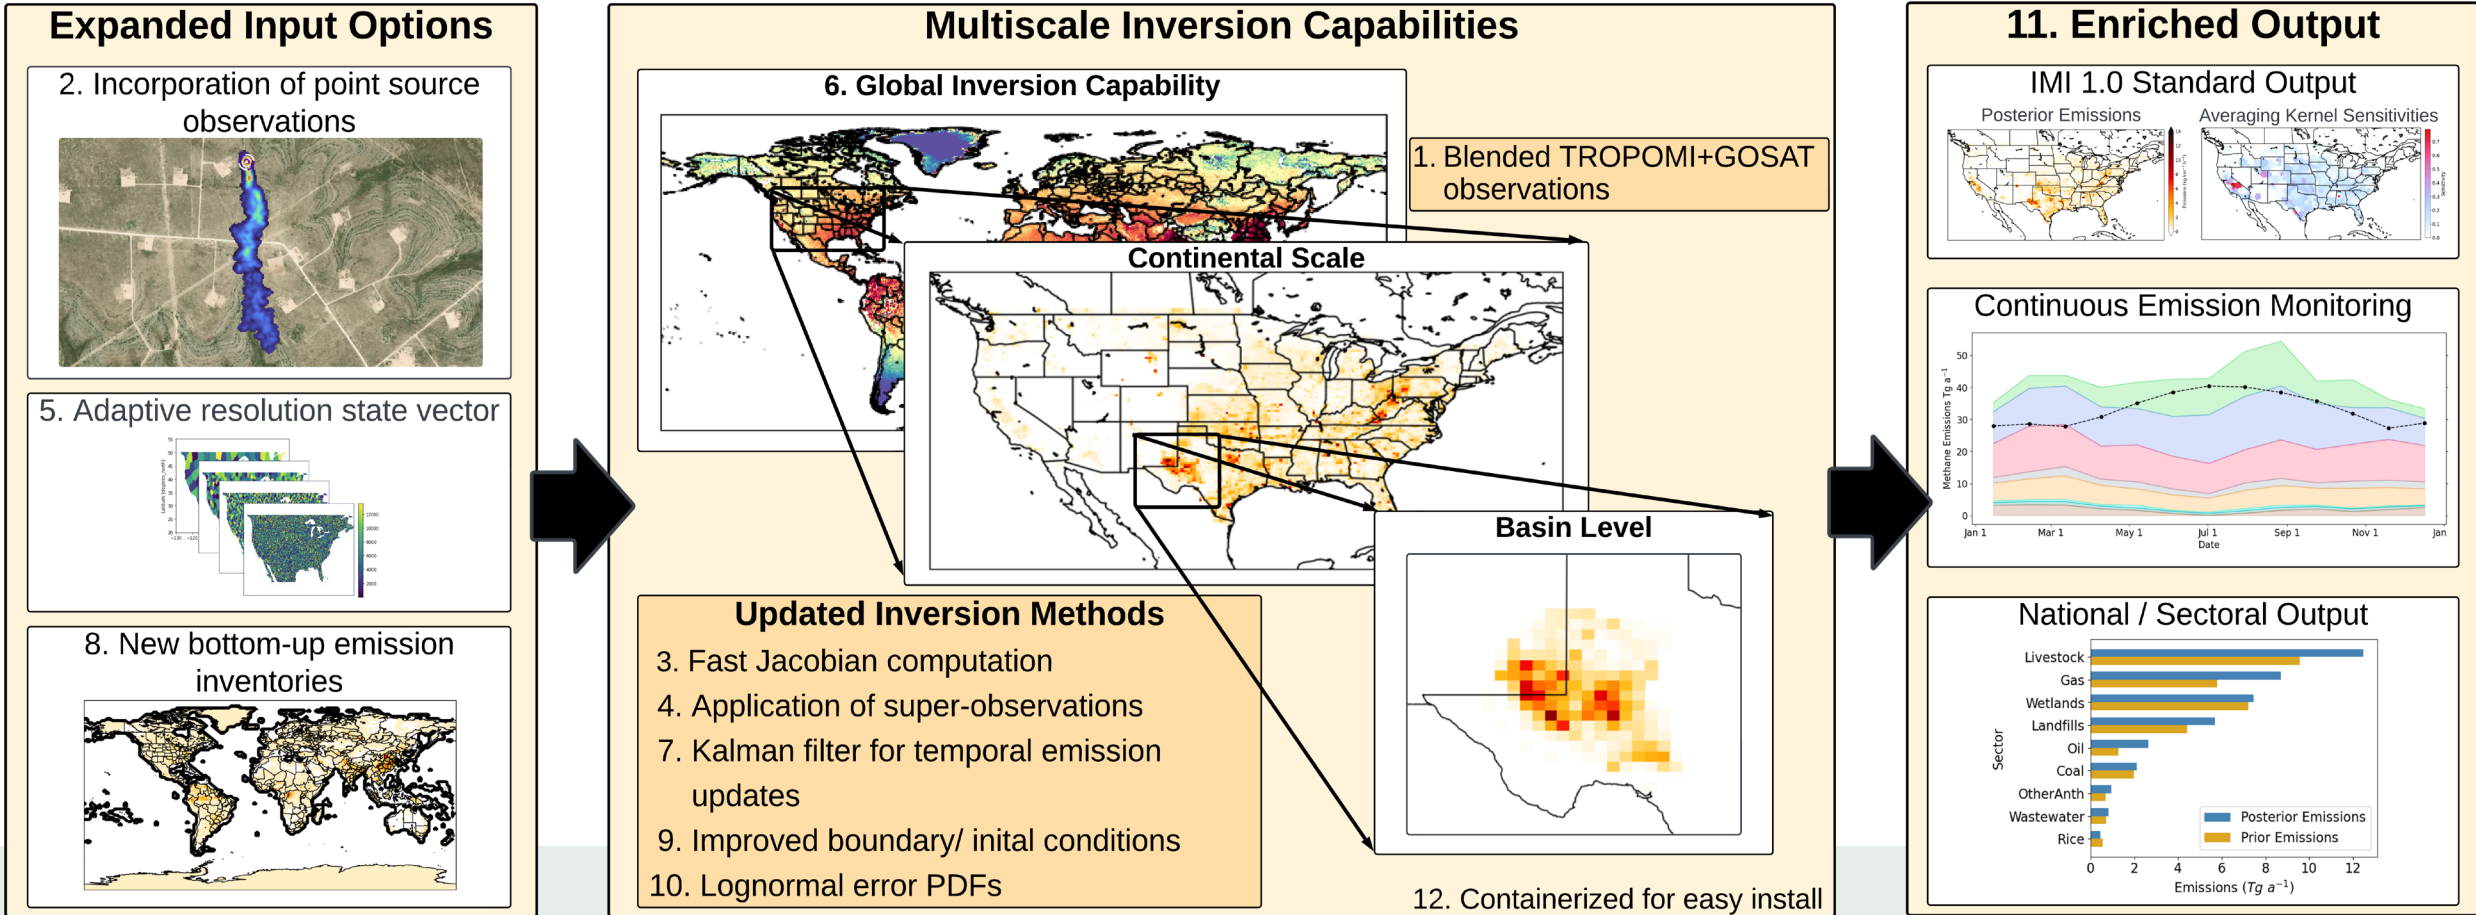 Expanded Input Options
2. Incorporation of point source
observations
5. Adaptive resolution state vector
8. New bottom-up emission
inventories
Multiscale Inversion Capabilities
6. Global Inversion Capability
1. Blended TROPOMI+GOSAT
observations
Continental Scale
Basin Level
Updated Inversion Methods
3. Fast Jacobian computation
4. Application of super-observations
7. Kalman filter for temporal emission
updates
9. Improved boundary/ inital conditions
10. Lognormal error PDFs
12. Containerized for easy install
11. Enriched Output
IMI 1.0 Standard Output
Posterior Emissions
Averaging Kernel Sensitivities
Continuous Emission Monitoring
Methane Emissions Tg a⁻¹
50
40
30
20
10
0
Jan 1 Mar 1 May 1 Jul 1 Sep 1 Nov 1 Jan
Date
National / Sectoral Output
Sector
Livestock
Gas
Wetlands
Landfills
Oil
Coal
OtherAnth
Wastewater
Rice
Posterior Emissions
Prior Emissions
0 2 4 6 8 10 12
Emissions (Tg a⁻¹)